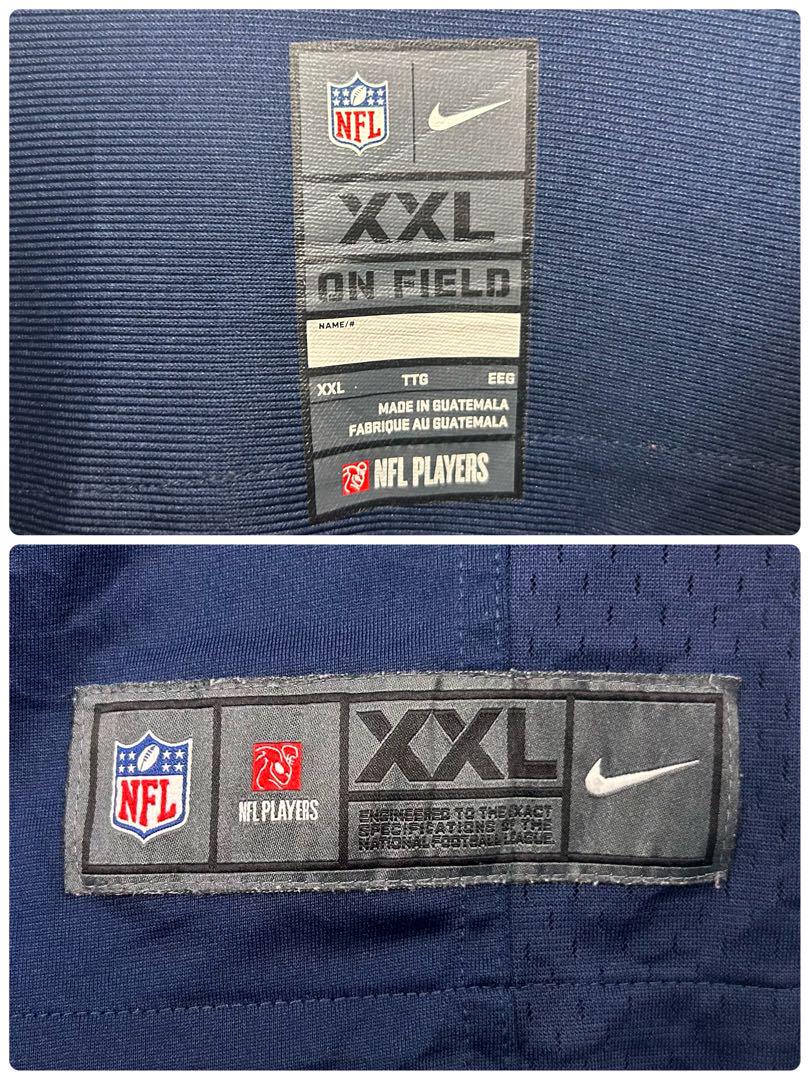 NFL
XXL
ON FIELD
NAME/#
XXL TTG EEG
MADE IN GUATEMALA
FABRIQUE AU GUATEMALA
NFL PLAYERS
NFL
NFL PLAYERS
XXL
ENGINEERED TO THE EXACT
SPECIFICATIONS OF THE
NATIONAL FOOTBALL LEAGUE